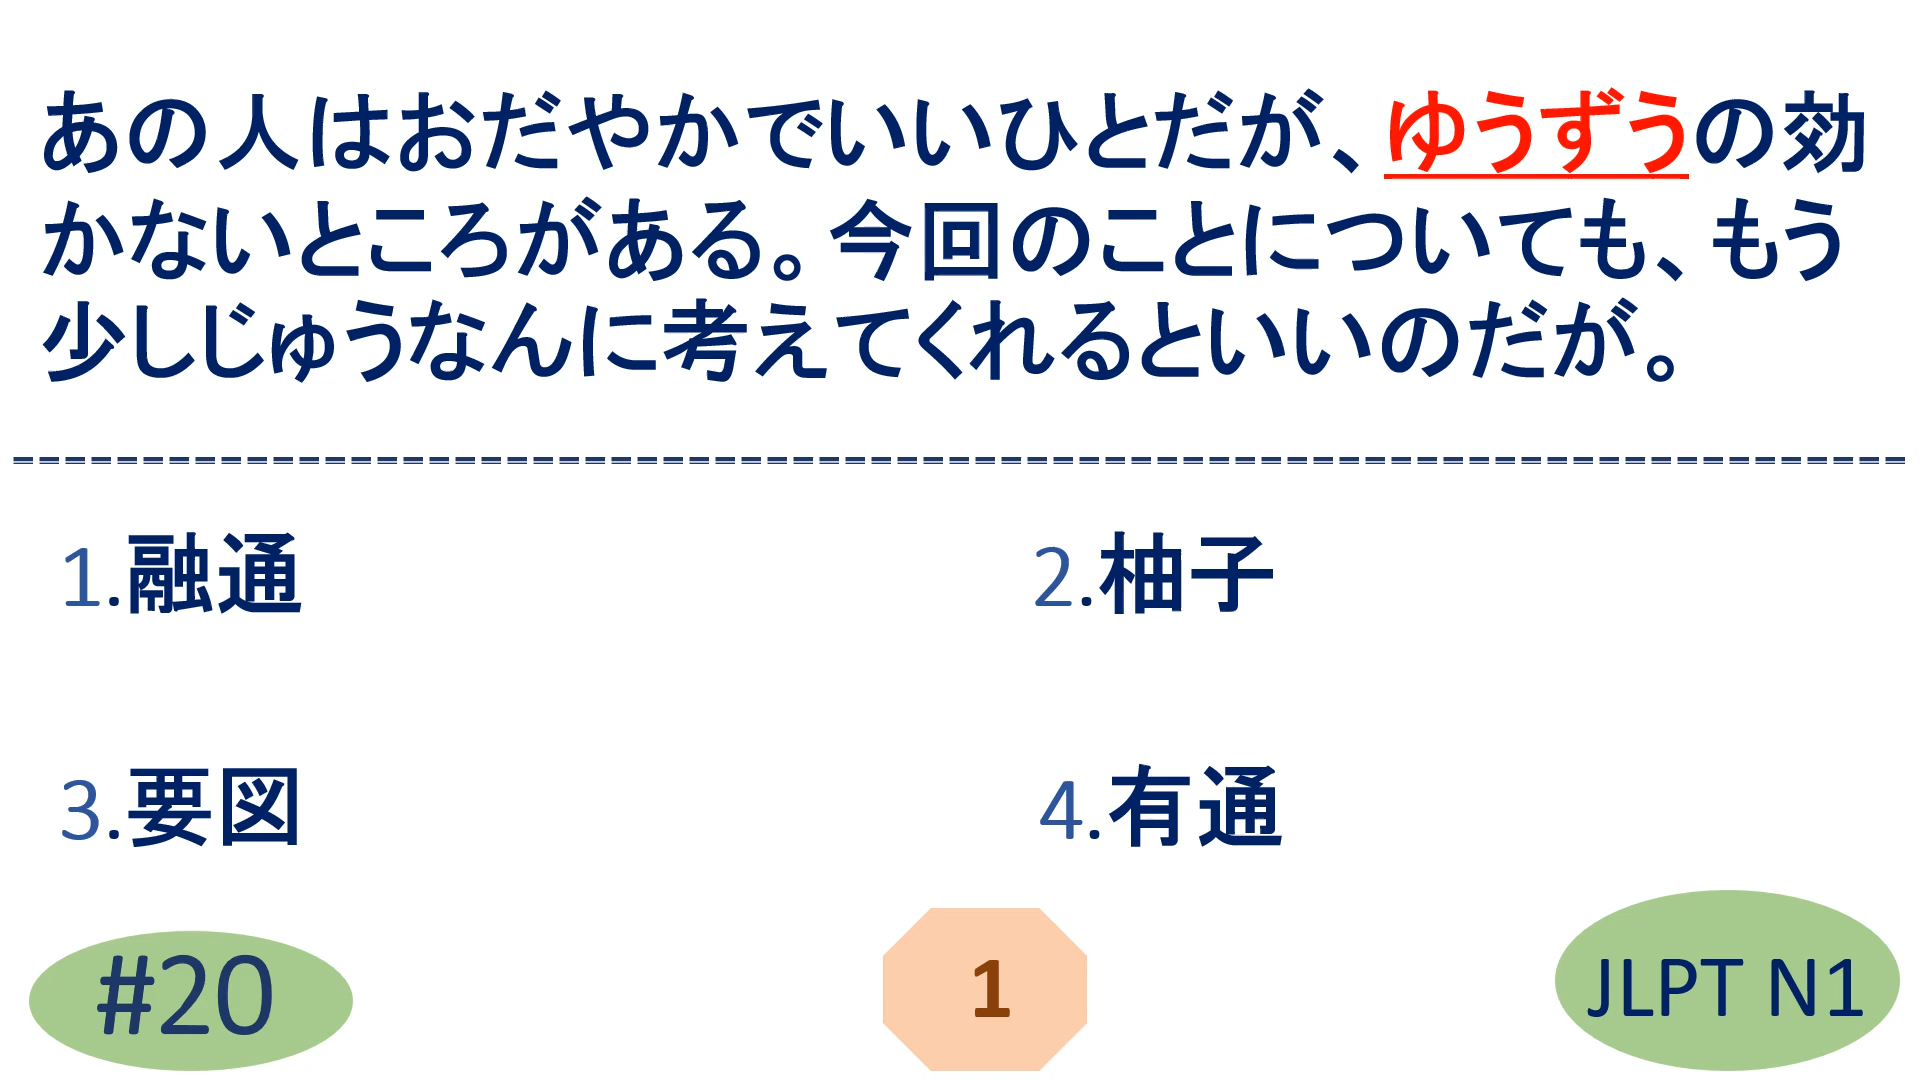 あの人はおだやかでいいひとだが、ゆうずうの効
かないところがある。今回のことについても、もう
少しじゅうなんに考えてくれるといいのだが。
1.融通
2.柚子
3.要図
4.有通
#20
1
JLPT N1